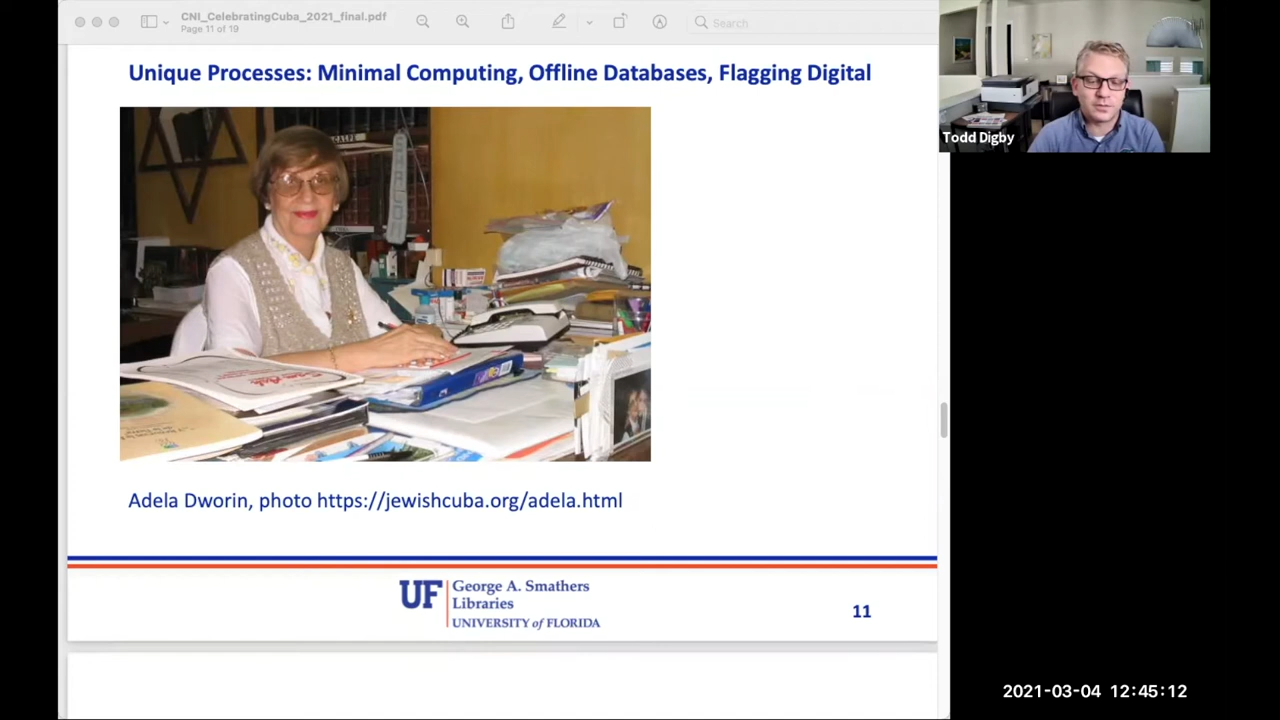 CNI_CelebratingCuba_2021_final.pdf
Page 11 of 19
Search
Unique Processes: Minimal Computing, Offline Databases, Flagging Digital
Todd Digby
Adela Dworin, photo https://jewishcuba.org/adela.html
UF
George A. Smathers
Libraries
UNIVERSITY of FLORIDA
11
2021-03-04 12:45:12